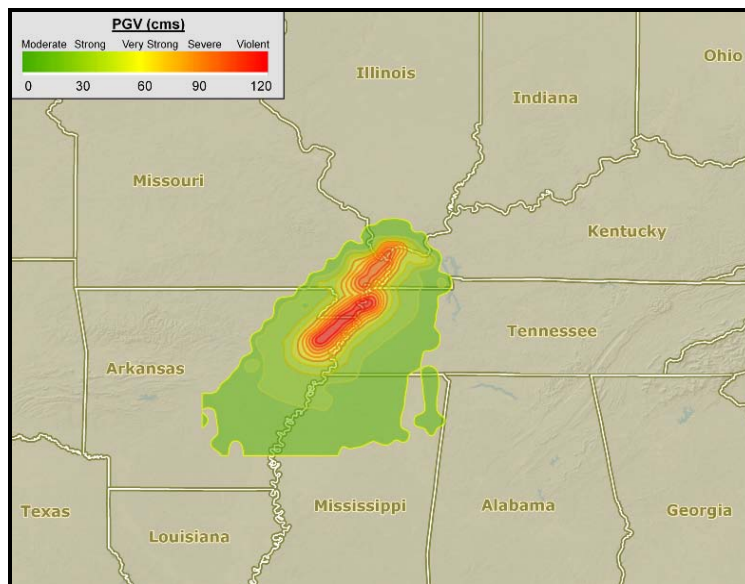 PGV (cms)
Moderate Strong Very Strong Severe Violent
0 30 60 90 120
Illinois
Ohio
Indiana
Missouri
Kentucky
Tennessee
Arkansas
Texas
Mississippi
Alabama
Georgia
Louisiana